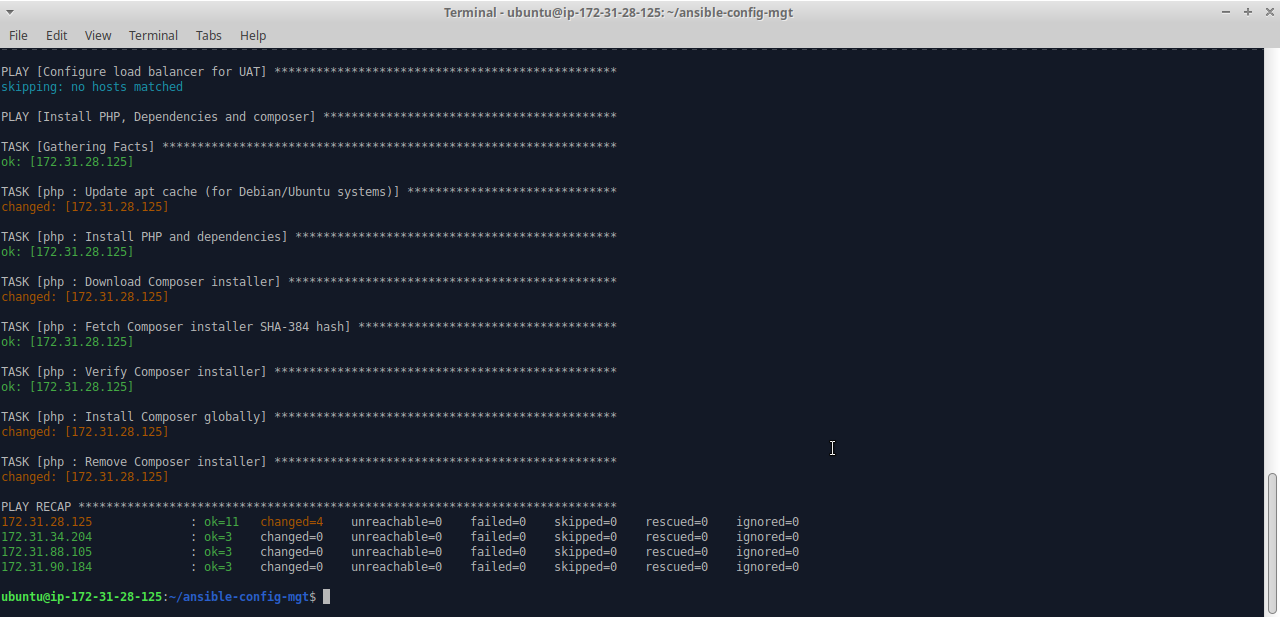 Terminal - ubuntu@ip-172-31-28-125: ~/ansible-config-mgt
File Edit View Terminal Tabs Help
PLAY [Configure load balancer for UAT] *************************************************
skipping: no hosts matched
PLAY [Install PHP, Dependencies and composer] ******************************************
TASK [Gathering Facts] *****************************************************************
ok: [172.31.28.125]
TASK [php : Update apt cache (for Debian/Ubuntu systems)] ******************************
changed: [172.31.28.125]
TASK [php : Install PHP and dependencies] **********************************************
ok: [172.31.28.125]
TASK [php : Download Composer installer] ***********************************************
changed: [172.31.28.125]
TASK [php : Fetch Composer installer SHA-384 hash] *************************************
ok: [172.31.28.125]
TASK [php : Verify Composer installer] *************************************************
ok: [172.31.28.125]
TASK [php : Install Composer globally] *************************************************
changed: [172.31.28.125]
TASK [php : Remove Composer installer] *************************************************
changed: [172.31.28.125]
PLAY RECAP *****************************************************************************
172.31.28.125              : ok=11   changed=4    unreachable=0    failed=0    skipped=0    rescued=0    ignored=0
172.31.34.204              : ok=3    changed=0    unreachable=0    failed=0    skipped=0    rescued=0    ignored=0
172.31.88.105              : ok=3    changed=0    unreachable=0    failed=0    skipped=0    rescued=0    ignored=0
172.31.90.184              : ok=3    changed=0    unreachable=0    failed=0    skipped=0    rescued=0    ignored=0
ubuntu@ip-172-31-28-125:~/ansible-config-mgt$